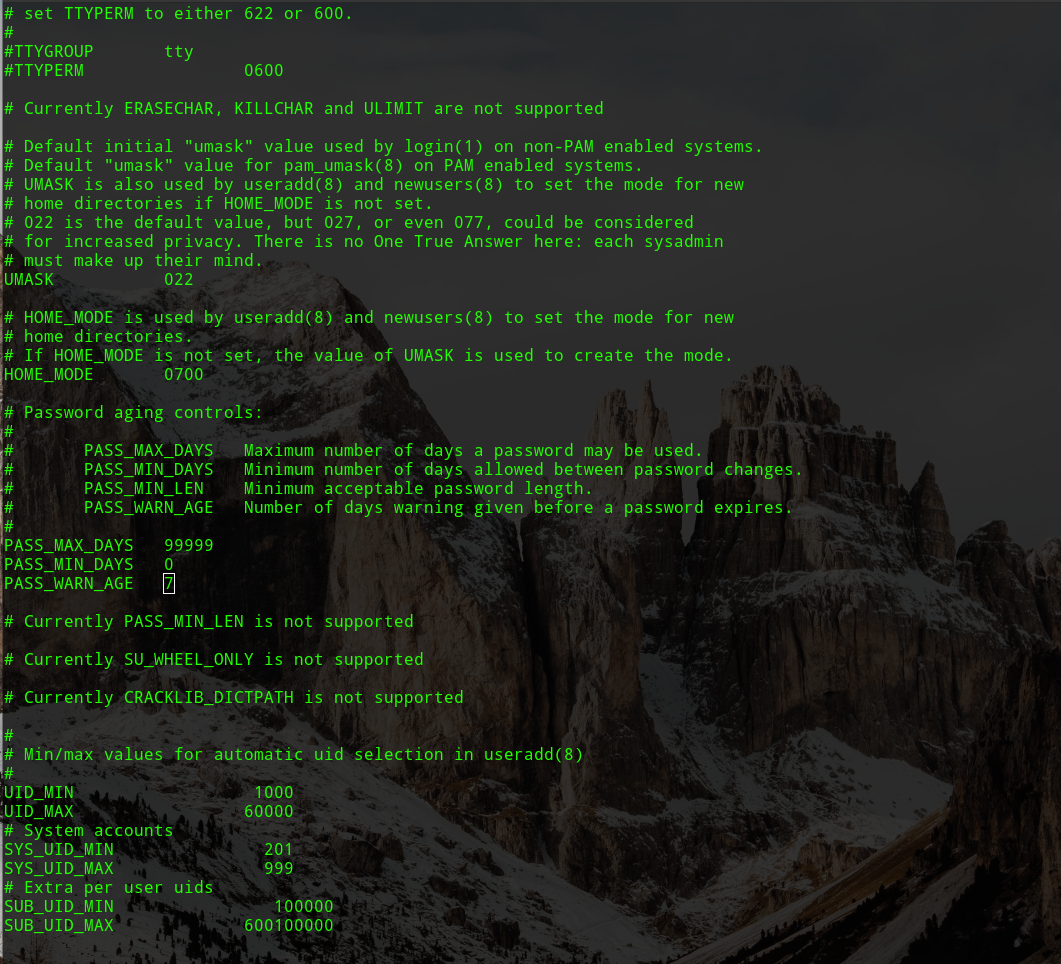 # set TTYPERM to either 622 or 600.
#
#TTYGROUP       tty
#TTYPERM                0600

# Currently ERASECHAR, KILLCHAR and ULIMIT are not supported

# Default initial "umask" value used by login(1) on non-PAM enabled systems.
# Default "umask" value for pam_umask(8) on PAM enabled systems.
# UMASK is also used by useradd(8) and newusers(8) to set the mode for new
# home directories if HOME_MODE is not set.
# 022 is the default value, but 027, or even 077, could be considered
# for increased privacy. There is no One True Answer here: each sysadmin
# must make up their mind.
UMASK           022

# HOME_MODE is used by useradd(8) and newusers(8) to set the mode for new
# home directories.
# If HOME_MODE is not set, the value of UMASK is used to create the mode.
HOME_MODE       0700

# Password aging controls:
#
#       PASS_MAX_DAYS   Maximum number of days a password may be used.
#       PASS_MIN_DAYS   Minimum number of days allowed between password changes.
#       PASS_MIN_LEN    Minimum acceptable password length.
#       PASS_WARN_AGE   Number of days warning given before a password expires.
#
PASS_MAX_DAYS   99999
PASS_MIN_DAYS   0
PASS_WARN_AGE   7

# Currently PASS_MIN_LEN is not supported

# Currently SU_WHEEL_ONLY is not supported

# Currently CRACKLIB_DICTPATH is not supported

#
# Min/max values for automatic uid selection in useradd(8)
#
UID_MIN                  1000
UID_MAX                 60000
# System accounts
SYS_UID_MIN               201
SYS_UID_MAX               999
# Extra per user uids
SUB_UID_MIN                100000
SUB_UID_MAX             600100000